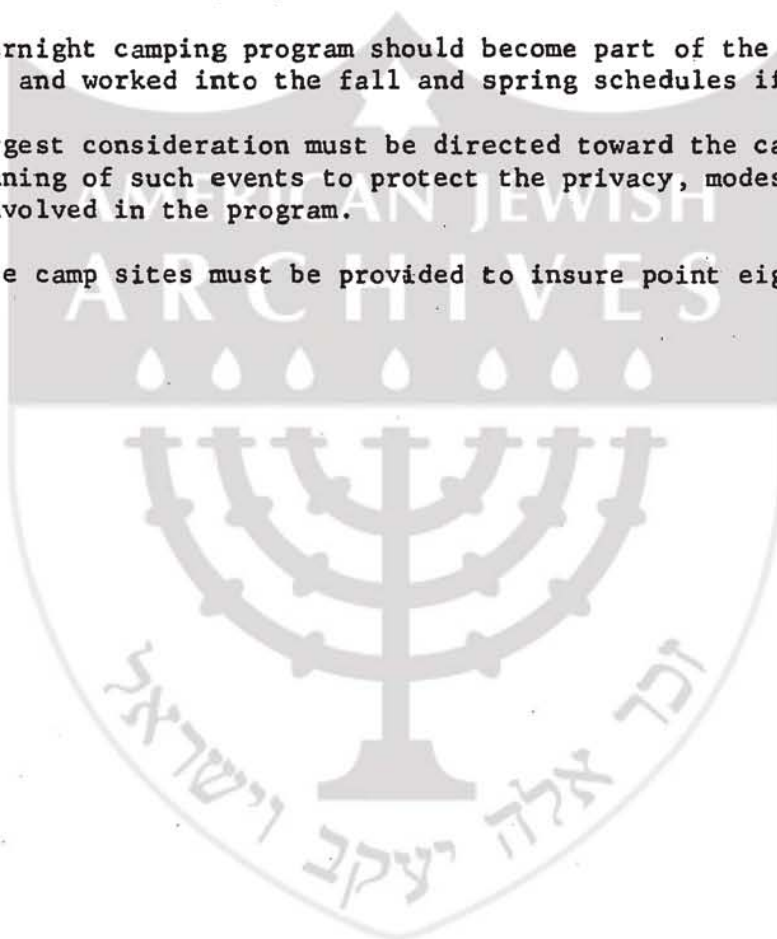 rnight camping program should become part of the
and worked into the fall and spring schedules if
gest consideration must be directed toward the ca
ning of such events to protect the privacy, modes
volved in the program.
e camp sites must be provided to insure point eig
AMERICAN JEWISH
ARCHIVES
זכר אלה יעקב וישראל